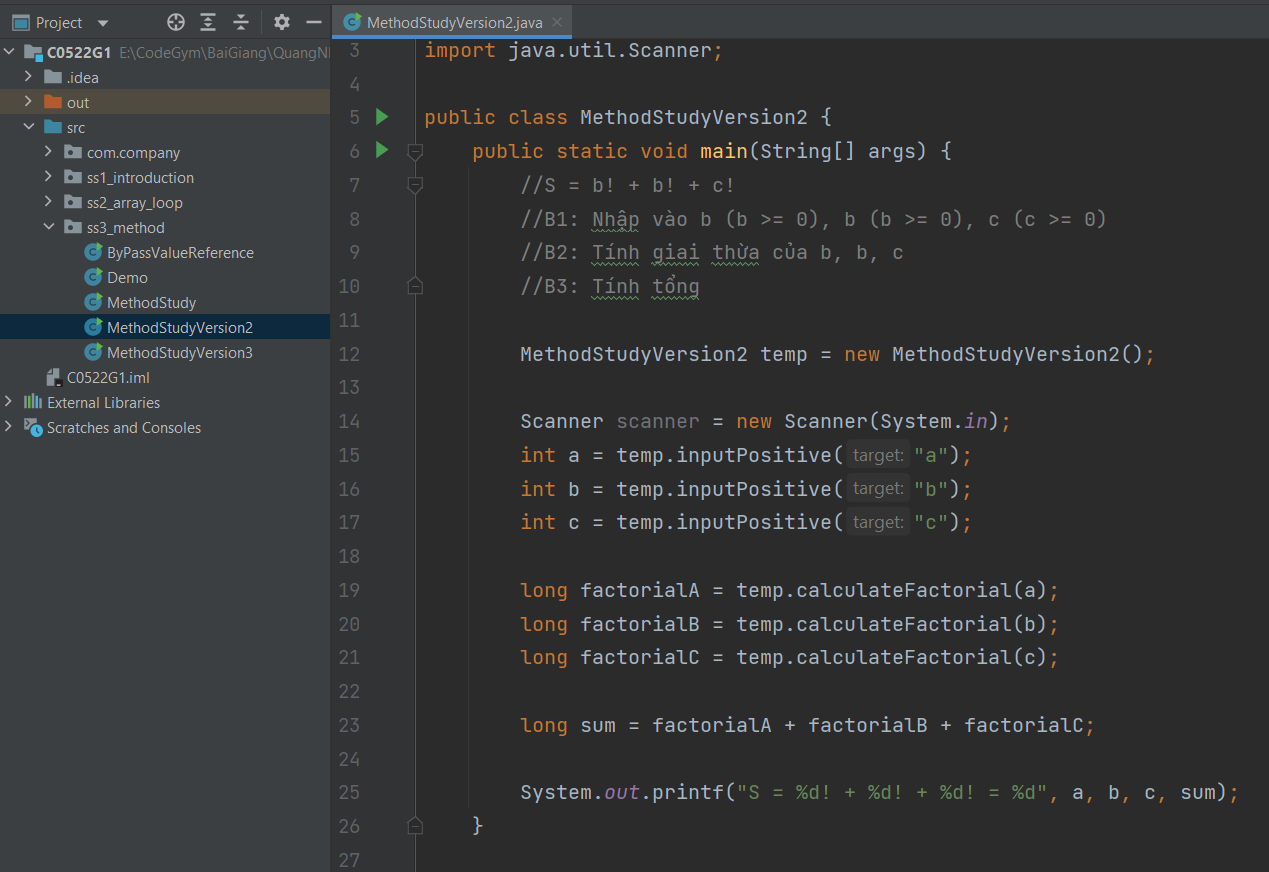 Project
C0522G1 E:\CodeGym\BaiGiang\QuangN
.idea
out
src
com.company
ss1_introduction
ss2_array_loop
ss3_method
ByPassValueReference
Demo
MethodStudy
MethodStudyVersion2
MethodStudyVersion3
C0522G1.iml
External Libraries
Scratches and Consoles
MethodStudyVersion2.java
3 import java.util.Scanner;
4
5 public class MethodStudyVersion2 {
6 public static void main(String[] args) {
7 //S = b! + b! + c!
8 //B1: Nhập vào b (b >= 0), b (b >= 0), c (c >= 0)
9 //B2: Tính giai thừa của b, b, c
10 //B3: Tính tổng
11
12 MethodStudyVersion2 temp = new MethodStudyVersion2();
13
14 Scanner scanner = new Scanner(System.in);
15 int a = temp.inputPositive( target: "a");
16 int b = temp.inputPositive( target: "b");
17 int c = temp.inputPositive( target: "c");
18
19 long factorialA = temp.calculateFactorial(a);
20 long factorialB = temp.calculateFactorial(b);
21 long factorialC = temp.calculateFactorial(c);
22
23 long sum = factorialA + factorialB + factorialC;
24
25 System.out.printf("S = %d! + %d! + %d! = %d", a, b, c, sum);
26 }
27